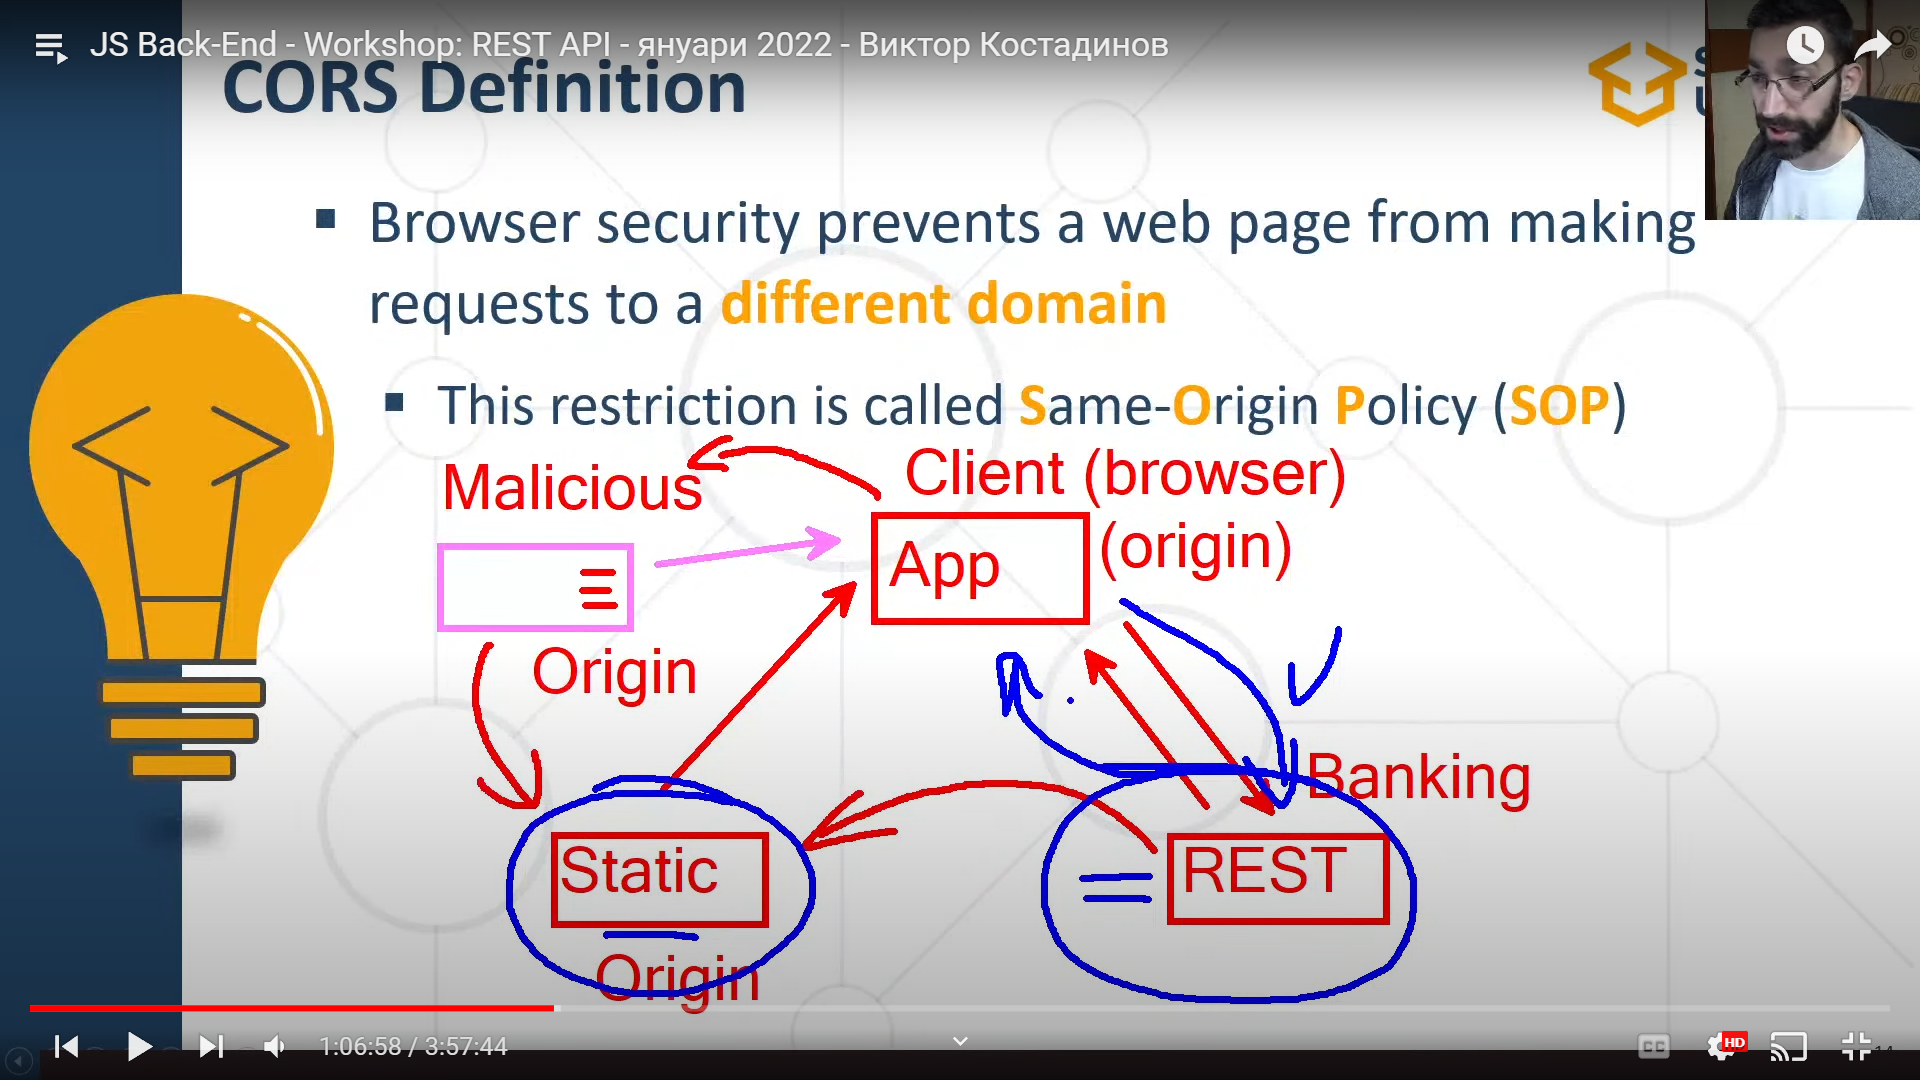 JS Back-End - Workshop: REST API - януари 2022 - Виктор Костадинов
CORS Definition
Browser security prevents a web page from making
requests to a different domain
This restriction is called Same-Origin Policy (SOP)
Malicious
Client (browser)
App
(origin)
Origin
Banking
Static
REST
Origin
1:06:58 / 3:57:44
CC
HD
14